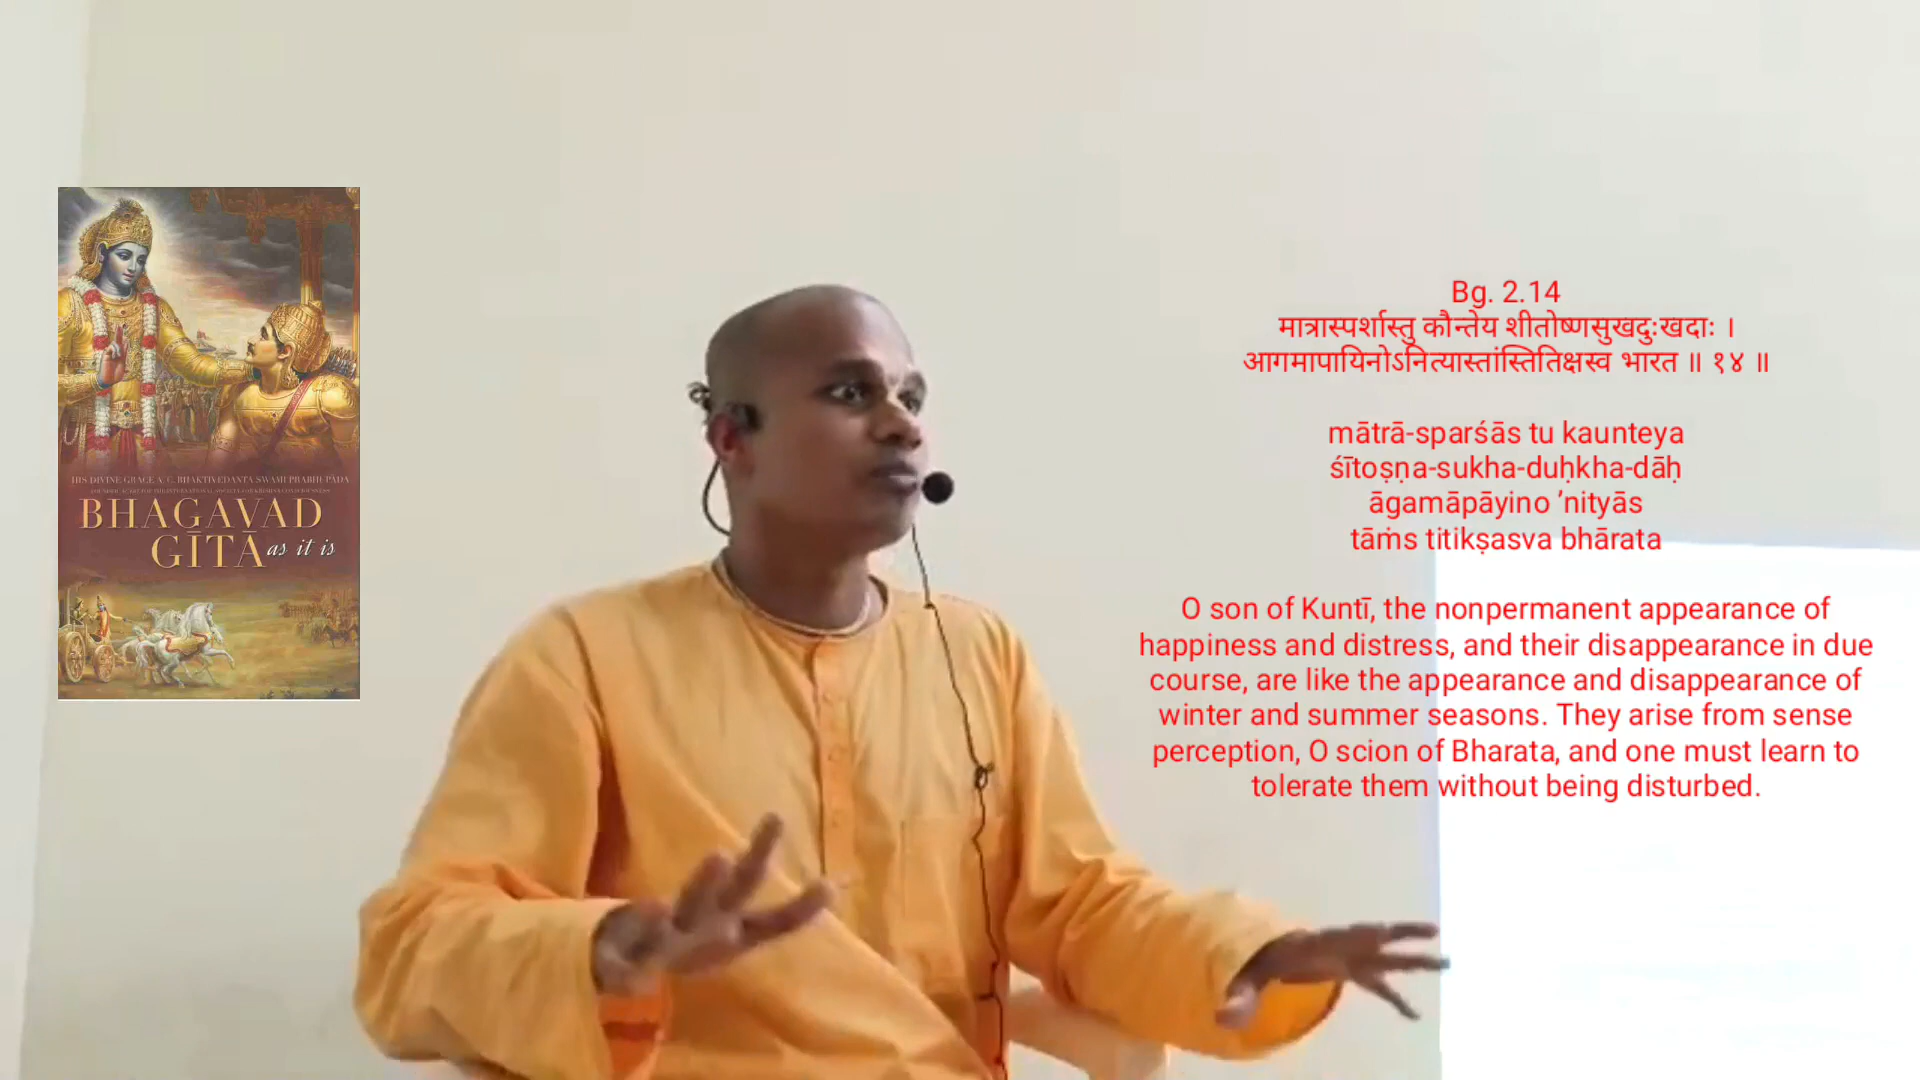 HIS DIVINE GRACE A. C. BHAKTIVEDANTA SWAMI PRABHUPĀDA
BHAGAVAD
GĪTĀ as it is
Bg. 2.14
मात्रास्पर्शास्तु कौन्तेय शीतोष्णसुखदुःखदाः ।
आगमापायिनोऽनित्यास्तांस्तितिक्षस्व भारत ॥ १४ ॥
mātrā-sparśās tu kaunteya
śītoṣṇa-sukha-duḥkha-dāḥ
āgamāpāyino ’nityās
tāṁs titikṣasva bhārata
O son of Kuntī, the nonpermanent appearance of
happiness and distress, and their disappearance in due
course, are like the appearance and disappearance of
winter and summer seasons. They arise from sense
perception, O scion of Bharata, and one must learn to
tolerate them without being disturbed.